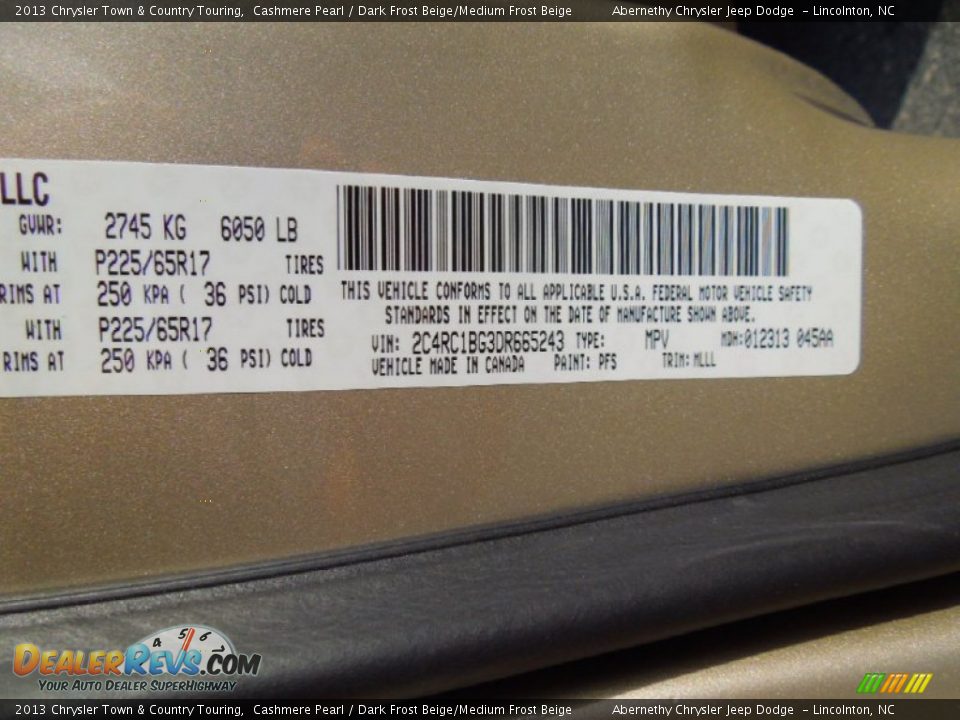 2013 Chrysler Town & Country Touring,  Cashmere Pearl / Dark Frost Beige/Medium Frost Beige        Abernethy Chrysler Jeep Dodge  - Lincolnton, NC
LLC
GVWR: 2745 KG 6050 LB
WITH P225/65R17 TIRES
RIMS AT 250 KPA ( 36 PSI) COLD
WITH P225/65R17 TIRES
RIMS AT 250 KPA ( 36 PSI) COLD
THIS VEHICLE CONFORMS TO ALL APPLICABLE U.S.A. FEDERAL MOTOR VEHICLE SAFETY
STANDARDS IN EFFECT ON THE DATE OF MANUFACTURE SHOWN ABOVE.
VIN: 2C4RC1BG3DR665243 TYPE: MPV MDH:012313 045AA
VEHICLE MADE IN CANADA PAINT: PFS TRIM: MLLL
4 5 6
DEALERREVS.COM
YOUR AUTO DEALER SUPERHIGHWAY
2013 Chrysler Town & Country Touring,  Cashmere Pearl / Dark Frost Beige/Medium Frost Beige        Abernethy Chrysler Jeep Dodge  - Lincolnton, NC